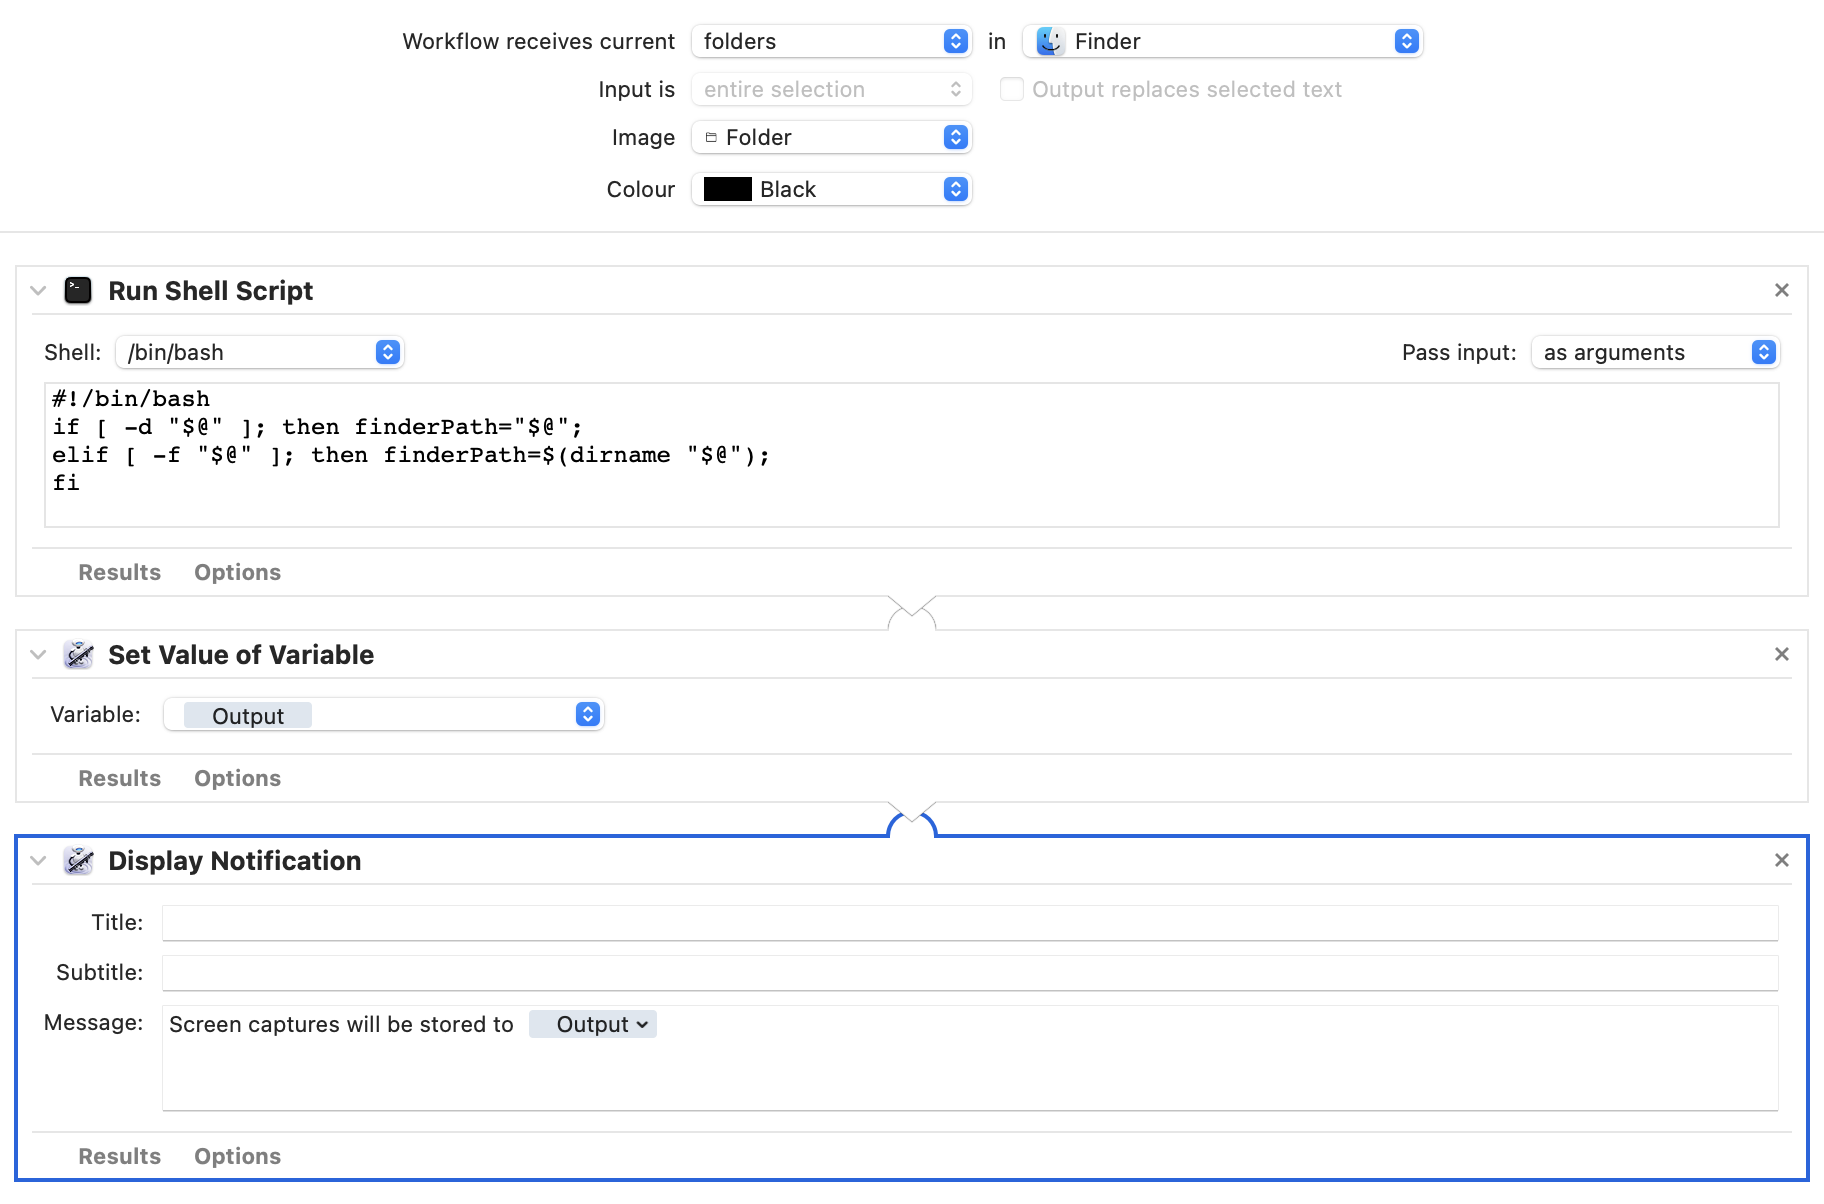 Workflow receives current folders in Finder
Input is entire selection Output replaces selected text
Image Folder
Colour Black
Run Shell Script
Shell: /bin/bash Pass input: as arguments
#!/bin/bash
if [ -d "$@" ]; then finderPath="$@";
elif [ -f "$@" ]; then finderPath=$(dirname "$@");
fi
Results Options
Set Value of Variable
Variable: Output
Results Options
Display Notification
Title:
Subtitle:
Message: Screen captures will be stored to Output
Results Options